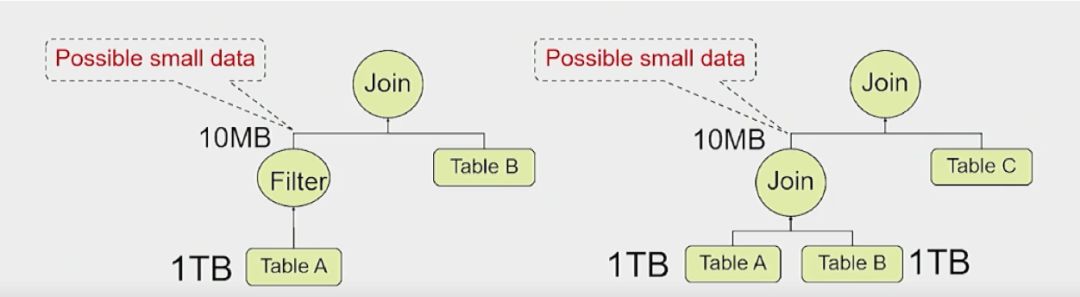 Possible small data
Join
10MB
Filter
Table B
1TB
Table A
Possible small data
Join
10MB
Join
Table C
1TB
Table A
Table B
1TB